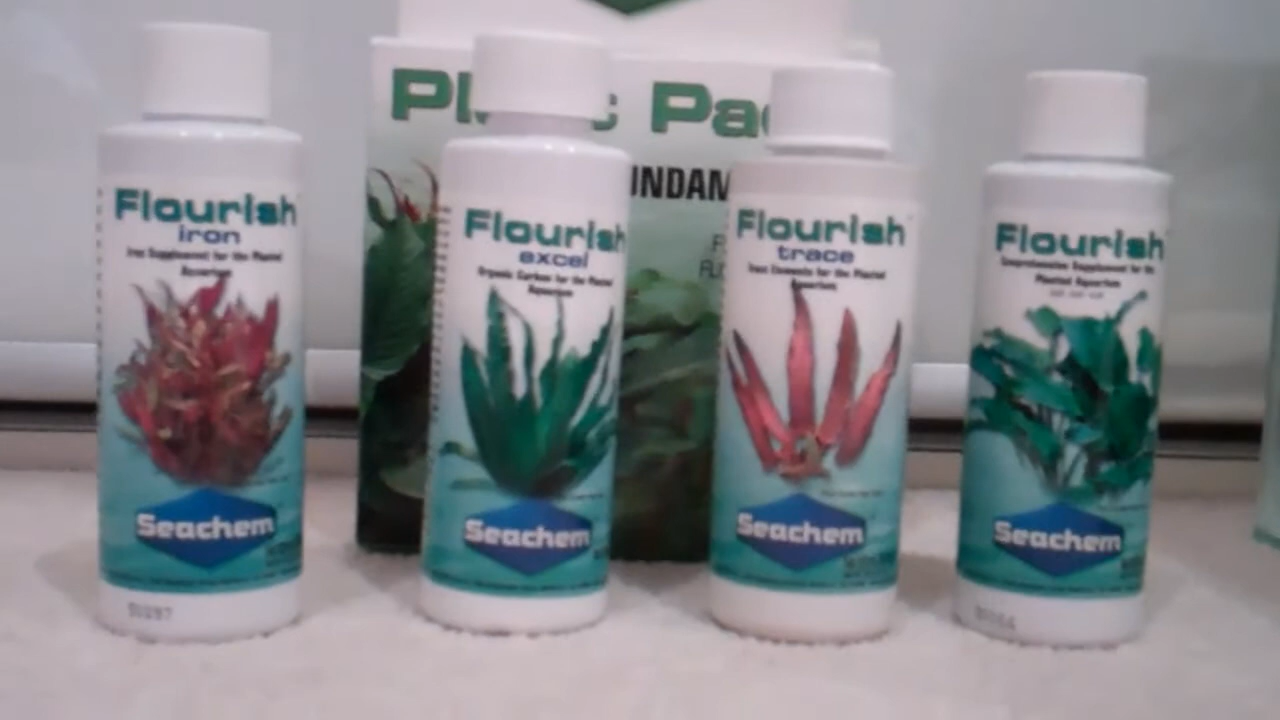 Pl
c Pac
UNDAM
Flourish
iron
Iron Supplement for the Planted
Aquarium
Seachem
Flourish
excel
Organic Carbon for the Planted
Aquarium
Seachem
Flourish
trace
Trace Elements for the Planted
Aquarium
Seachem
Flourish
Comprehensive Supplement for the
Planted Aquarium
Seachem